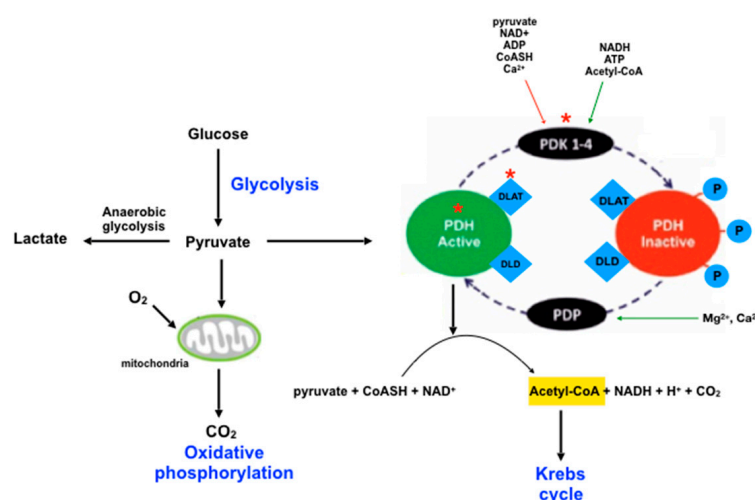 pyruvate
NAD+
ADP
CoASH
Ca²⁺
NADH
ATP
Acetyl-CoA
*
PDK 1-4
Glucose
Glycolysis
Anaerobic
glycolysis
Lactate
Pyruvate
O₂
mitochondria
CO₂
Oxidative
phosphorylation
*
DLAT
*
PDH
Active
DLD
DLAT
PDH
Inactive
DLD
P
P
P
PDP
Mg²⁺, Ca²
pyruvate + CoASH + NAD⁺
Acetyl-CoA + NADH + H⁺ + CO₂
Krebs
cycle